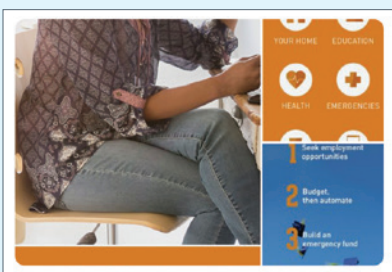 YOUR HOME EDUCATION
HEALTH EMERGENCIES
1 Seek employment
opportunities
2 Budget,
then automate
3 Build an
emergency fund